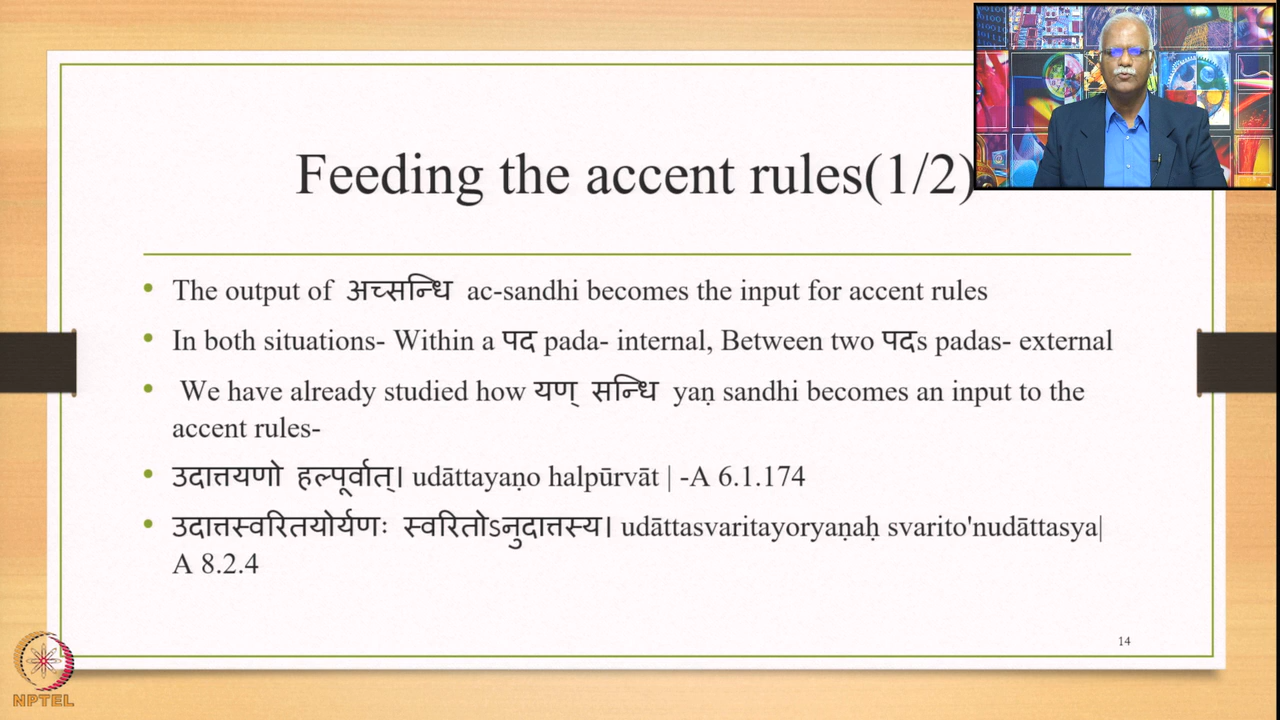 Feeding the accent rules(1/2)
• The output of अच्सन्धि ac-sandhi becomes the input for accent rules
• In both situations- Within a पद pada- internal, Between two पदs padas- external
• We have already studied how यण् सन्धि yaṇ sandhi becomes an input to the
accent rules-
• उदात्तयणो हल्पूर्वात्। udāttayaṇo halpūrvāt | -A 6.1.174
• उदात्तस्वरितयोर्यणः स्वरितोऽनुदात्तस्य। udāttasvaritayoryaṇaḥ svarito'nudāttasya|
A 8.2.4
14
NPTEL